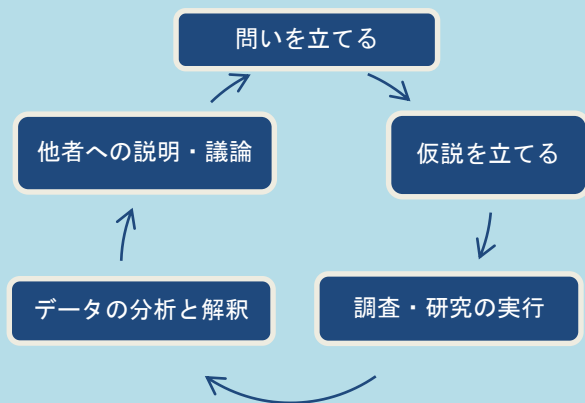 問いを立てる
仮説を立てる
調査・研究の実行
データの分析と解釈
他者への説明・議論